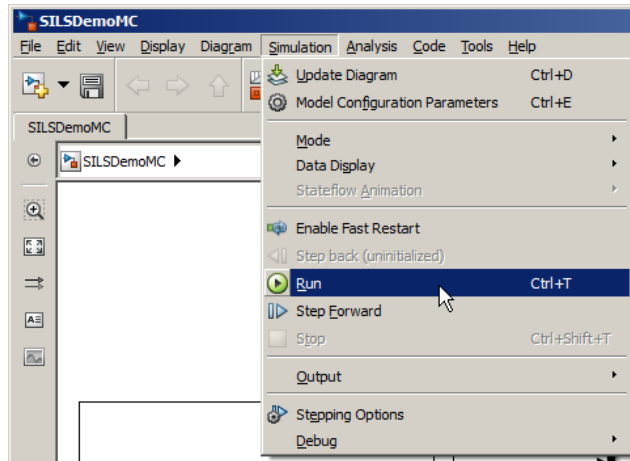 SILSDemoMC
File Edit View Display Diagram Simulation Analysis Code Tools Help
Update Diagram Ctrl+D
Model Configuration Parameters Ctrl+E
SILSDemoMC
Mode
SILSDemoMC
Data Display
Stateflow Animation
Enable Fast Restart
Step back (uninitialized)
Run Ctrl+T
Step Forward
Stop Ctrl+Shift+T
Output
Stepping Options
Debug